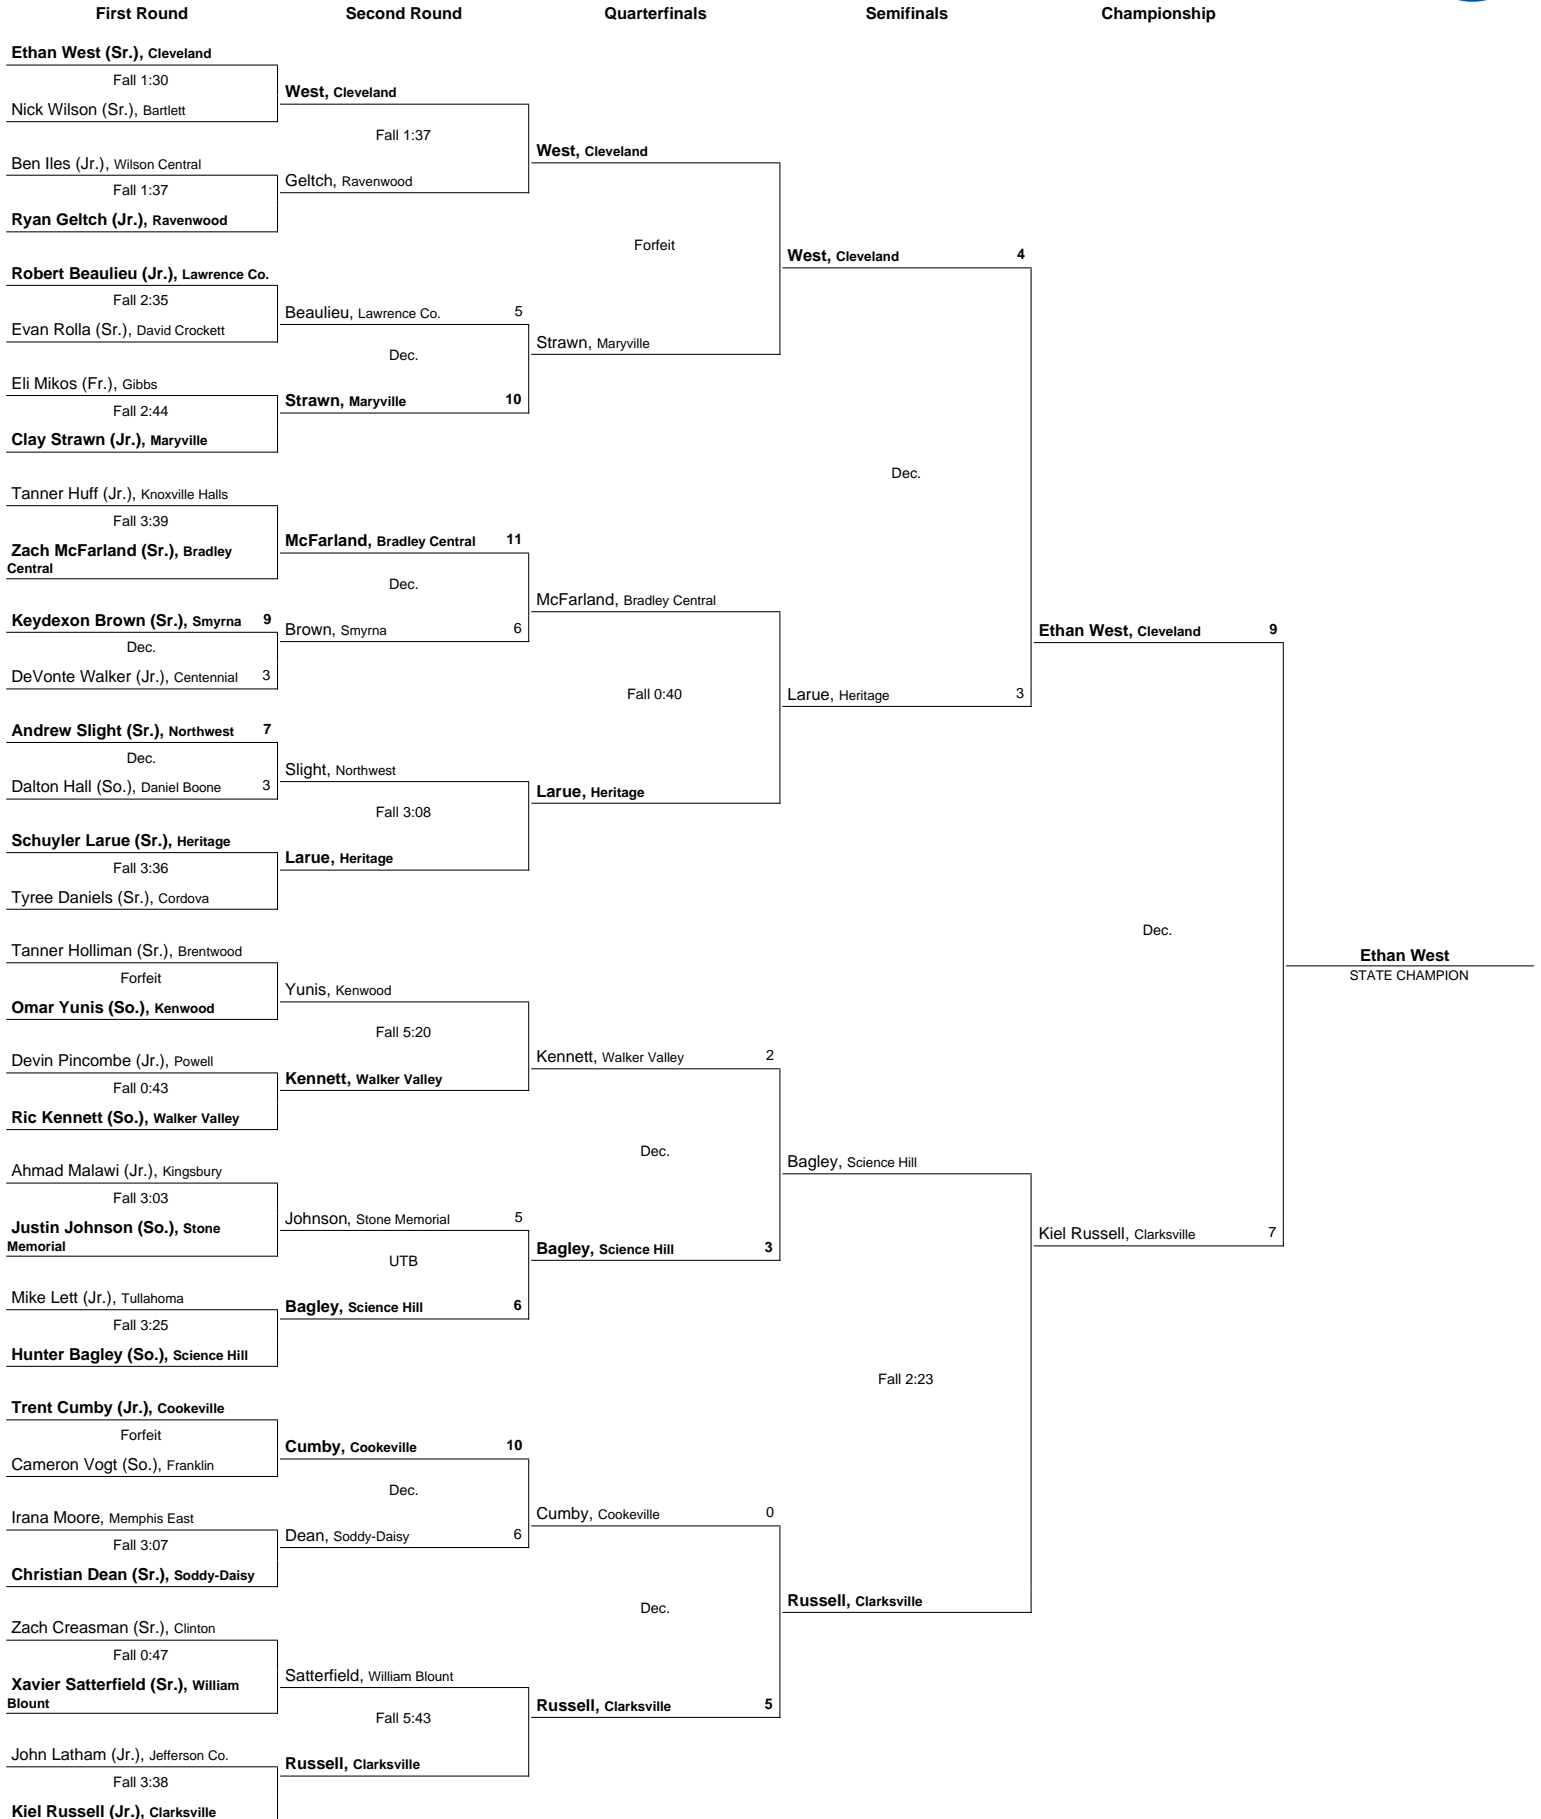 First Round
Second Round
Quarterfinals
Semifinals
Championship
Ethan West (Sr.), Cleveland
Fall 1:30
Nick Wilson (Sr.), Bartlett
Ben Iles (Jr.), Wilson Central
Fall 1:37
Ryan Geltch (Jr.), Ravenwood
Robert Beaulieu (Jr.), Lawrence Co.
Fall 2:35
Evan Rolla (Sr.), David Crockett
Eli Mikos (Fr.), Gibbs
Fall 2:44
Clay Strawn (Jr.), Maryville
Tanner Huff (Jr.), Knoxville Halls
Fall 3:39
Zach McFarland (Sr.), Bradley
Central
Keydexon Brown (Sr.), Smyrna 9
Dec.
DeVonte Walker (Jr.), Centennial 3
Andrew Slight (Sr.), Northwest 7
Dec.
Dalton Hall (So.), Daniel Boone 3
Schuyler Larue (Sr.), Heritage
Fall 3:36
Tyree Daniels (Sr.), Cordova
Tanner Holliman (Sr.), Brentwood
Forfeit
Omar Yunis (So.), Kenwood
Devin Pincombe (Jr.), Powell
Fall 0:43
Ric Kennett (So.), Walker Valley
Ahmad Malawi (Jr.), Kingsbury
Fall 3:03
Justin Johnson (So.), Stone
Memorial
Mike Lett (Jr.), Tullahoma
Fall 3:25
Hunter Bagley (So.), Science Hill
Trent Cumby (Jr.), Cookeville
Forfeit
Cameron Vogt (So.), Franklin
Irana Moore, Memphis East
Fall 3:07
Christian Dean (Sr.), Soddy-Daisy
Zach Creasman (Sr.), Clinton
Fall 0:47
Xavier Satterfield (Sr.), William
Blount
John Latham (Jr.), Jefferson Co.
Fall 3:38
Kiel Russell (Jr.), Clarksville
West, Cleveland
Fall 1:37
Geltch, Ravenwood
Beaulieu, Lawrence Co. 5
Dec.
Strawn, Maryville 10
McFarland, Bradley Central 11
Dec.
Brown, Smyrna 6
Slight, Northwest
Fall 3:08
Larue, Heritage
Yunis, Kenwood
Fall 5:20
Kennett, Walker Valley
Johnson, Stone Memorial 5
UTB
Bagley, Science Hill 6
Cumby, Cookeville 10
Dec.
Dean, Soddy-Daisy 6
Satterfield, William Blount
Fall 5:43
Russell, Clarksville
West, Cleveland
Forfeit
Strawn, Maryville
McFarland, Bradley Central
Fall 0:40
Larue, Heritage
Kennett, Walker Valley 2
Dec.
Bagley, Science Hill 3
Cumby, Cookeville 0
Dec.
Russell, Clarksville 5
West, Cleveland 4
Dec.
Larue, Heritage 3
Bagley, Science Hill
Fall 2:23
Russell, Clarksville
Ethan West, Cleveland 9
Dec.
Kiel Russell, Clarksville 7
Ethan West
STATE CHAMPION